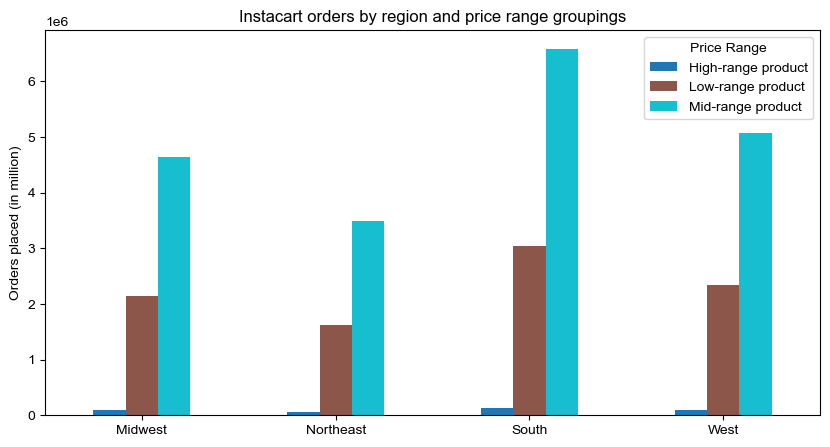 Instacart orders by region and price range groupings
1e6
Price Range
High-range product
Low-range product
Mid-range product
Orders placed (in million)
6
5
4
3
2
1
0
Midwest Northeast South West